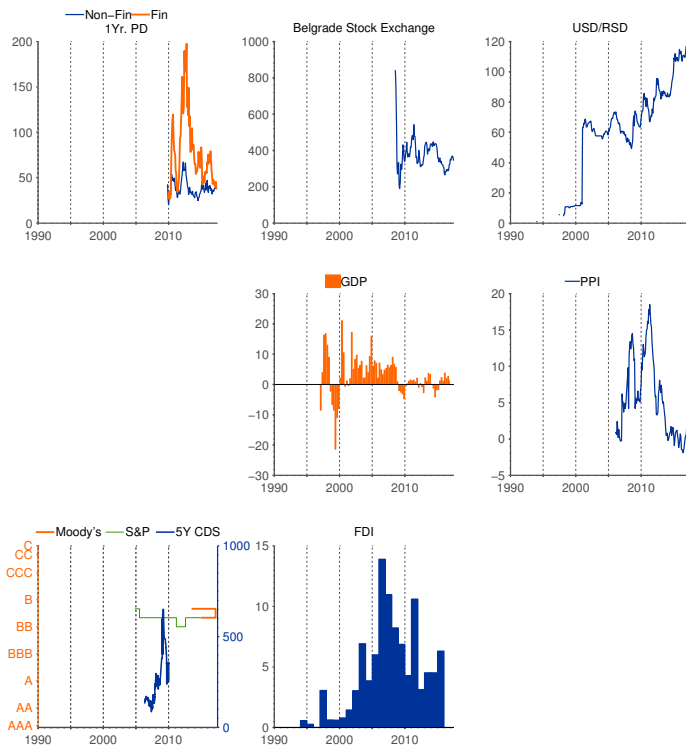 Non−Fin Fin
1Yr. PD
200
150
100
50
0
1990 2000 2010
Belgrade Stock Exchange
1000
800
600
400
200
0
1990 2000 2010
USD/RSD
120
100
80
60
40
20
0
1990 2000 2010
GDP
30
20
10
0
−10
−20
−30
1990 2000 2010
PPI
20
15
10
5
0
−5
1990 2000 2010
Moody's S&P 5Y CDS
C
CC
CCC
B
BB
BBB
A
AA
AAA
1000
500
0
1990 2000 2010
FDI
15
10
5
0
1990 2000 2010